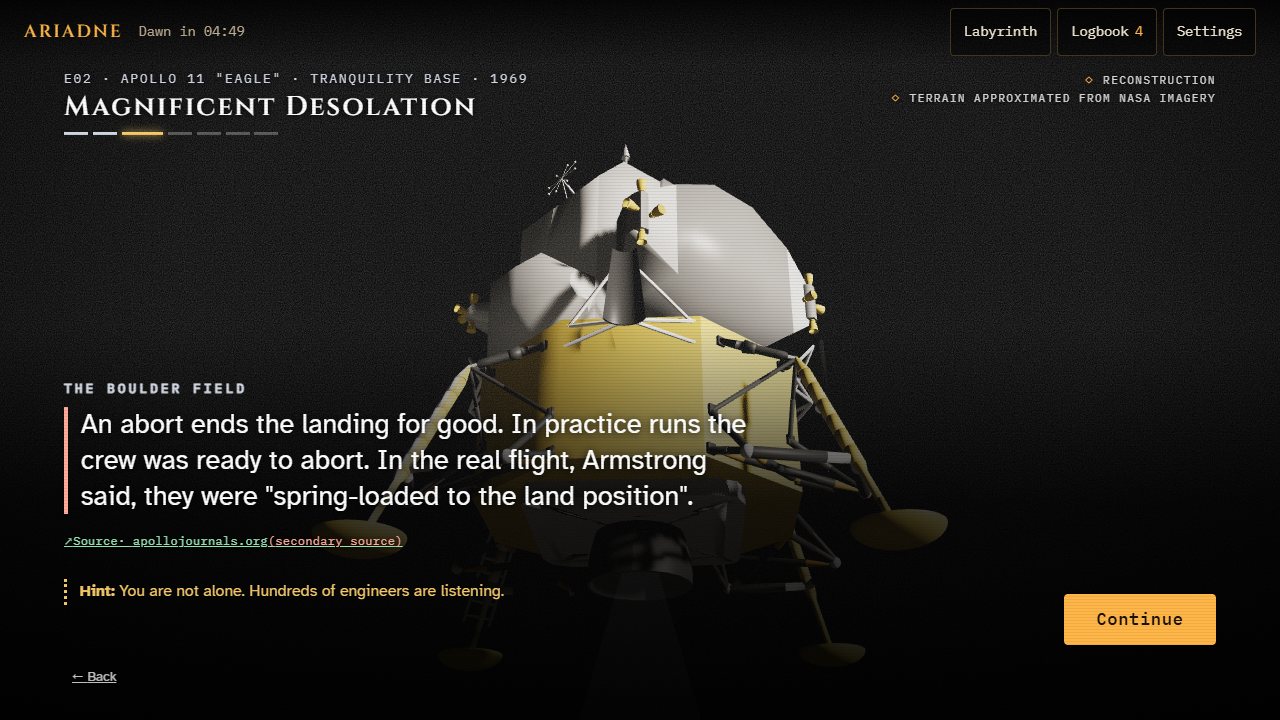 ARIADNE Dawn in 04:49
Labyrinth
Logbook 4
Settings
E02 · APOLLO 11 "EAGLE" · TRANQUILITY BASE · 1969
MAGNIFICENT DESOLATION
◇ RECONSTRUCTION
◇ TERRAIN APPROXIMATED FROM NASA IMAGERY
THE BOULDER FIELD
An abort ends the landing for good. In practice runs the
crew was ready to abort. In the real flight, Armstrong
said, they were "spring-loaded to the land position".
↗Source· apollojournals.org(secondary source)
Hint: You are not alone. Hundreds of engineers are listening.
Continue
← Back